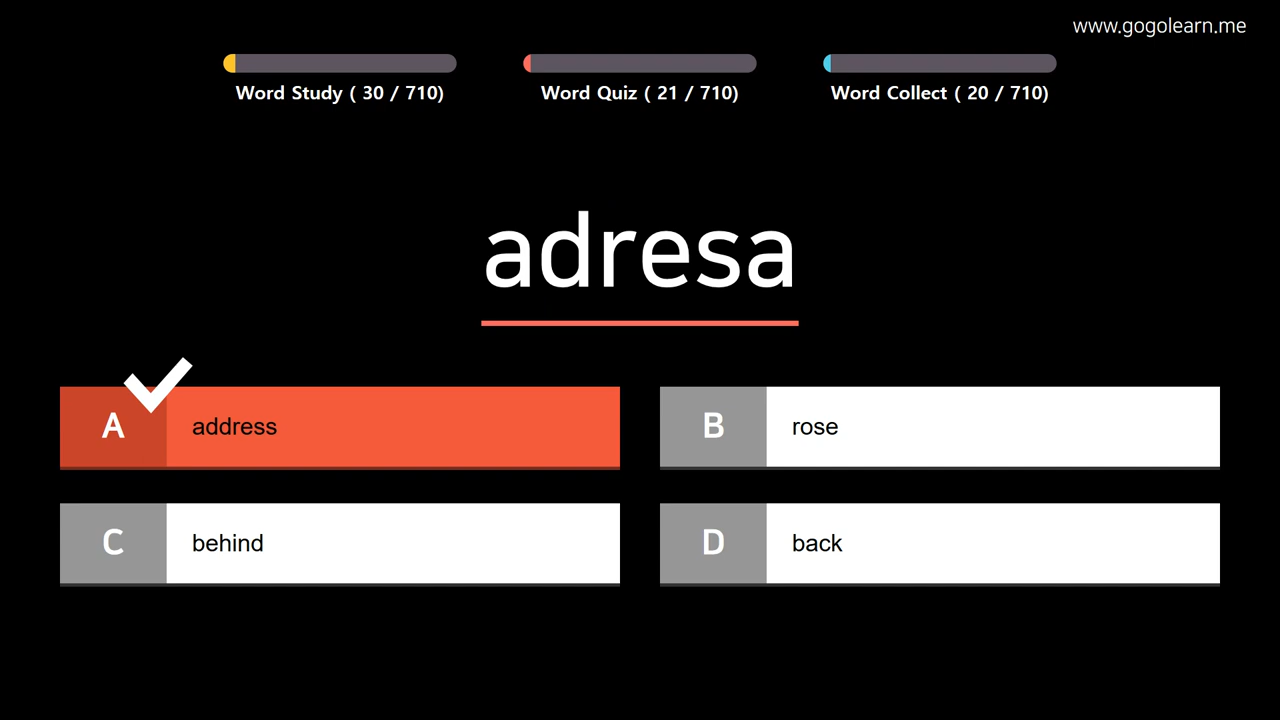 www.gogolearn.me
Word Study ( 30 / 710)
Word Quiz ( 21 / 710)
Word Collect ( 20 / 710)
adresa
A address
B rose
C behind
D back